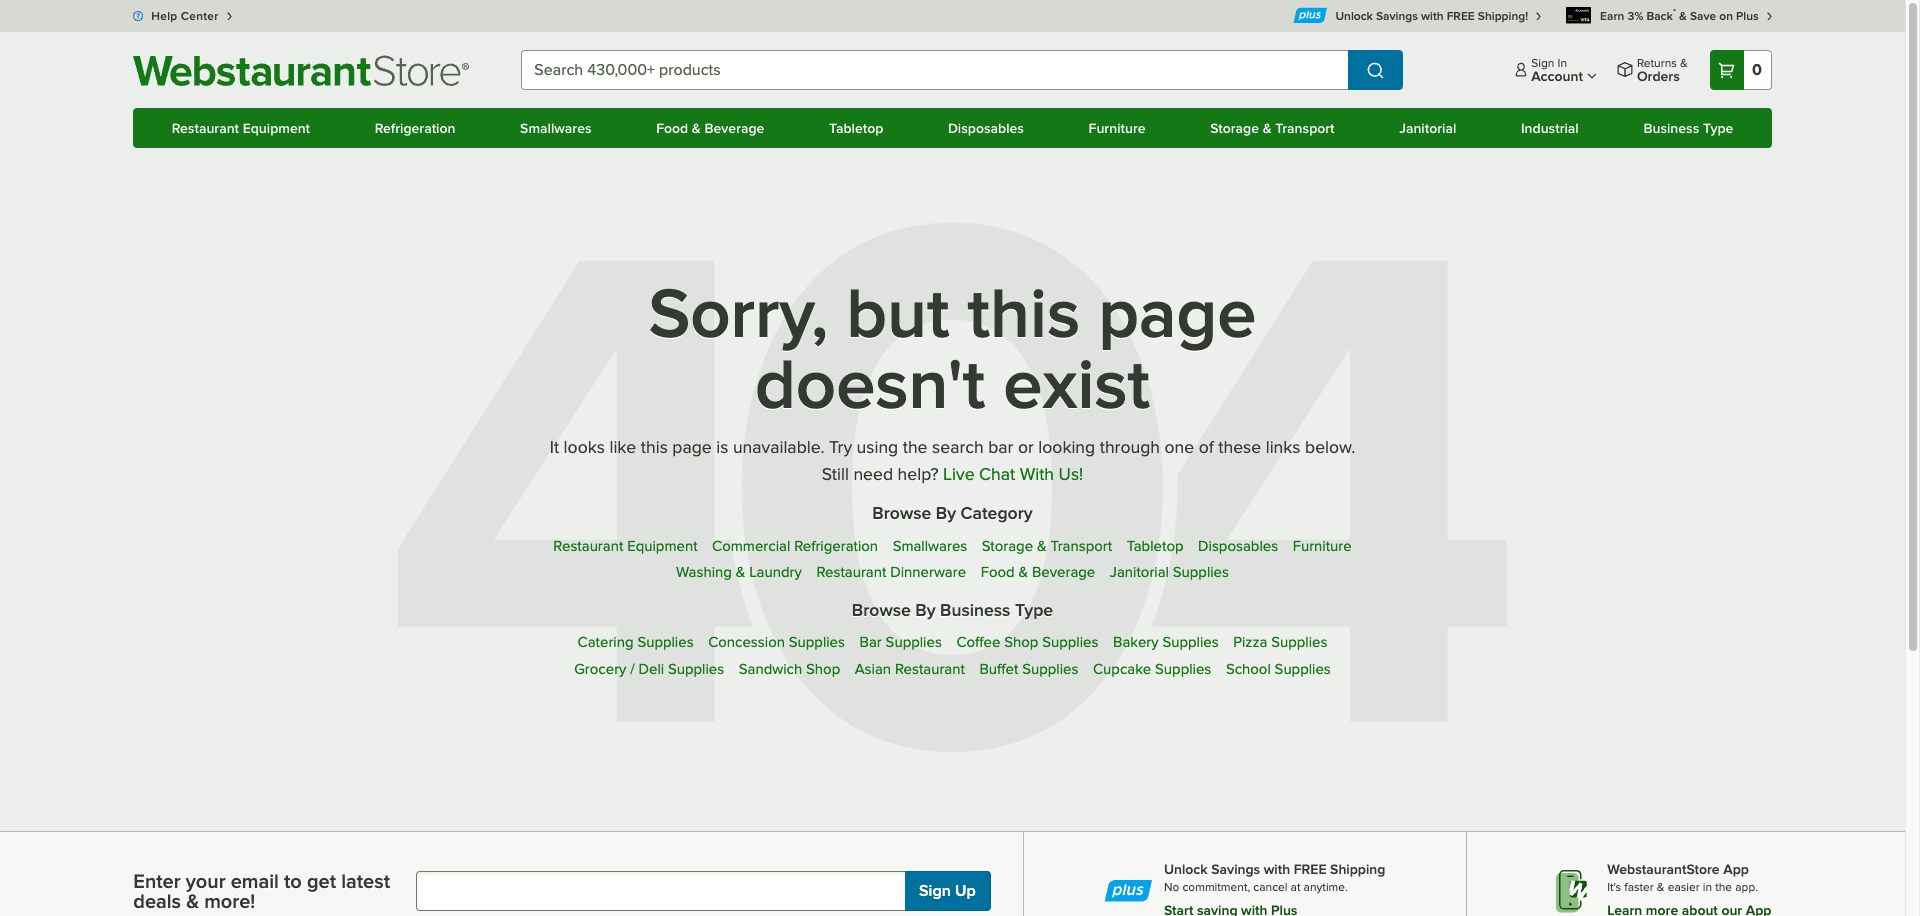 Help Center
plus Unlock Savings with FREE Shipping!
Earn 3% Back* & Save on Plus
WebstaurantStore®
Search 430,000+ products
Sign In
Account
Returns &
Orders
0
Restaurant Equipment Refrigeration Smallwares Food & Beverage Tabletop Disposables Furniture Storage & Transport Janitorial Industrial Business Type
404
Sorry, but this page
doesn't exist
It looks like this page is unavailable. Try using the search bar or looking through one of these links below.
Still need help? Live Chat With Us!
Browse By Category
Restaurant Equipment Commercial Refrigeration Smallwares Storage & Transport Tabletop Disposables Furniture
Washing & Laundry Restaurant Dinnerware Food & Beverage Janitorial Supplies
Browse By Business Type
Catering Supplies Concession Supplies Bar Supplies Coffee Shop Supplies Bakery Supplies Pizza Supplies
Grocery / Deli Supplies Sandwich Shop Asian Restaurant Buffet Supplies Cupcake Supplies School Supplies
Enter your email to get latest
deals & more!
Sign Up
plus
Unlock Savings with FREE Shipping
No commitment, cancel at anytime.
Start saving with Plus
WebstaurantStore App
It's faster & easier in the app.
Learn more about our App